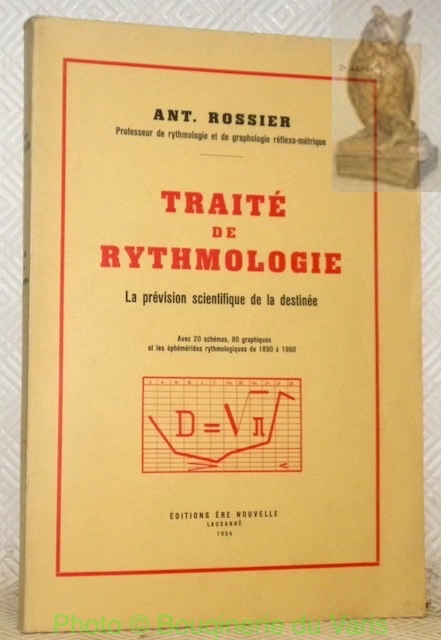 ANT. ROSSIER
Professeur de rythmologie et de graphologie réflexo-métrique
TRAITÉ
DE
RYTHMOLOGIE
La prévision scientifique de la destinée
Avec 20 schémas, 60 graphiques
et les éphémérides rythmologiques de 1890 à 1960
D=√π
ÉDITIONS ÈRE NOUVELLE
LAUSANNE
1954
Photo © Bouquinerie du Varis